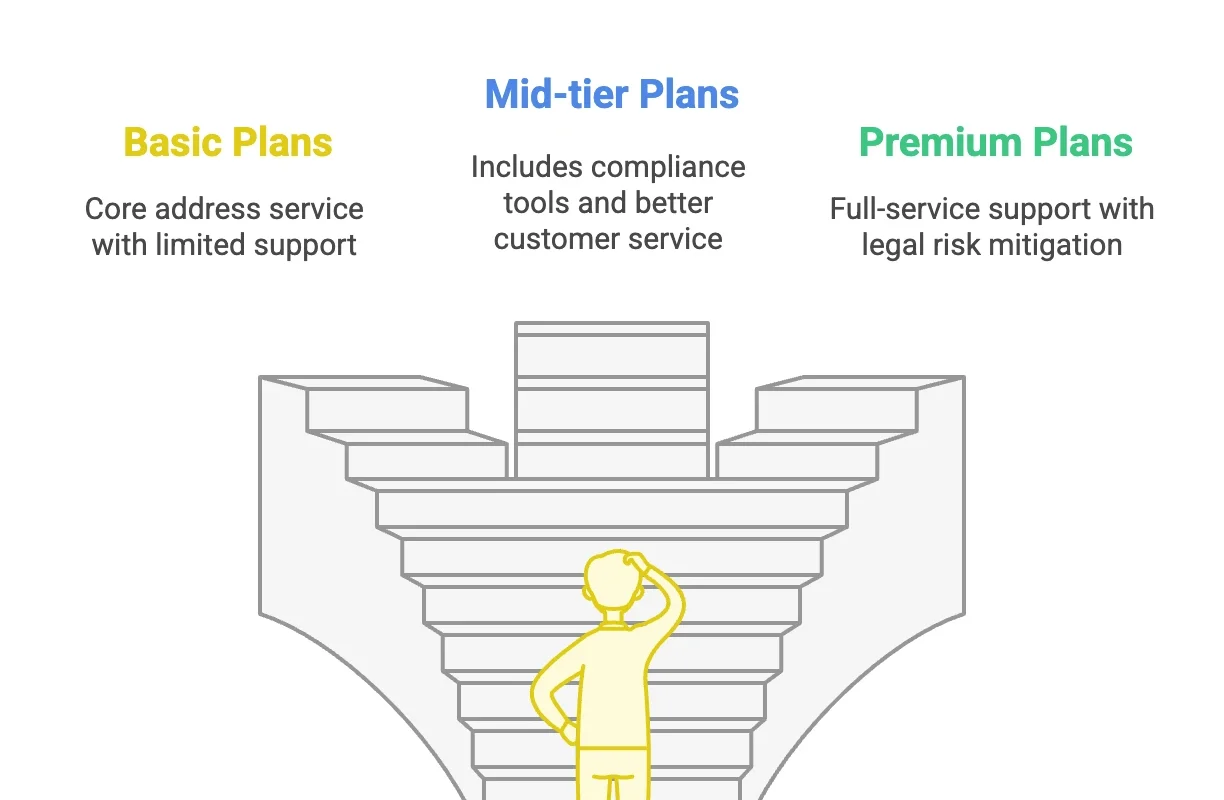 Basic Plans
Core address service
with limited support
Mid-tier Plans
Includes compliance
tools and better
customer service
Premium Plans
Full-service support with
legal risk mitigation